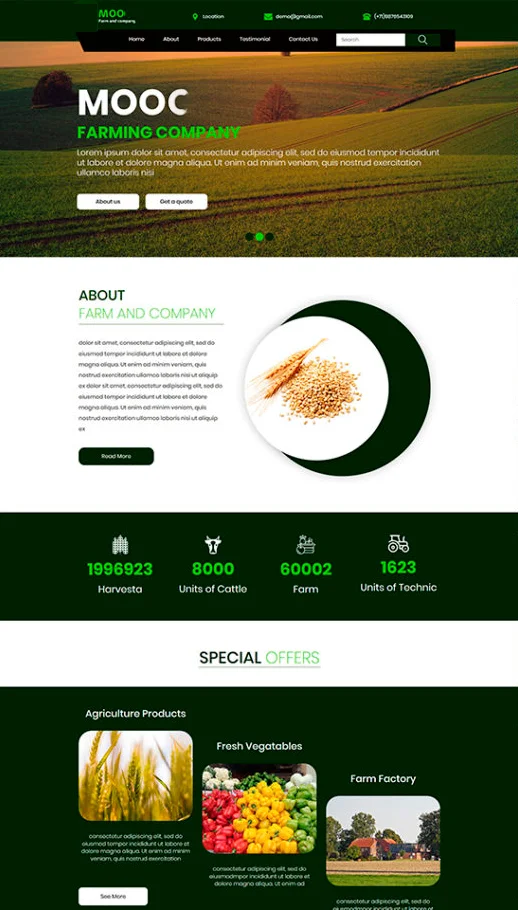 MOO
Farm and company
Location
demo@gmail.com
(+71)9876543109
Home
About
Products
Testimonial
Contact Us
Search
MOOC
FARMING COMPANY
Lorem ipsum dolor sit amet, consectetur adipiscing elit, sed do eiusmod tempor incididunt
ut labore et dolore magna aliqua. Ut enim ad minim veniam, quis nostrud exercitation
ullamco laboris nisi
About us
Get a quote
ABOUT
FARM AND COMPANY
dolor sit amet, consectetur adipiscing elit, sed do
eiusmod tempor incididunt ut labore et dolore
magna aliqua. Ut enim ad minim veniam, quis
nostrud exercitation ullamco laboris nisi ut aliquip
ex dolor sit amet, consectetur adipiscing elit, sed do
eiusmod tempor incididunt ut labore et dolore
magna aliqua. Ut enim ad minim veniam, quis
nostrud exercitation ullamco laboris nisi ut aliquip
ex
Read More
1996923
Harvesta
8000
Units of Cattle
60002
Farm
1623
Units of Technic
SPECIAL OFFERS
Agriculture Products
consectetur adipiscing elit, sed do
eiusmod tempor incididunt ut labore et
dolore magna aliqua. Ut enim ad minim
veniam, quis nostrud exercitation
See More
Fresh Vegatables
consectetur adipiscing elit, sed do
eiusmodmpor incididunt ut labore et
dolore magna aliqua. Ut enim ad
Farm Factory
consectetur adipiscing elit, sed do